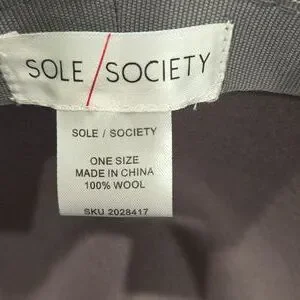 SOLE / SOCIETY
SOLE / SOCIETY
ONE SIZE
MADE IN CHINA
100% WOOL
SKU 2028417